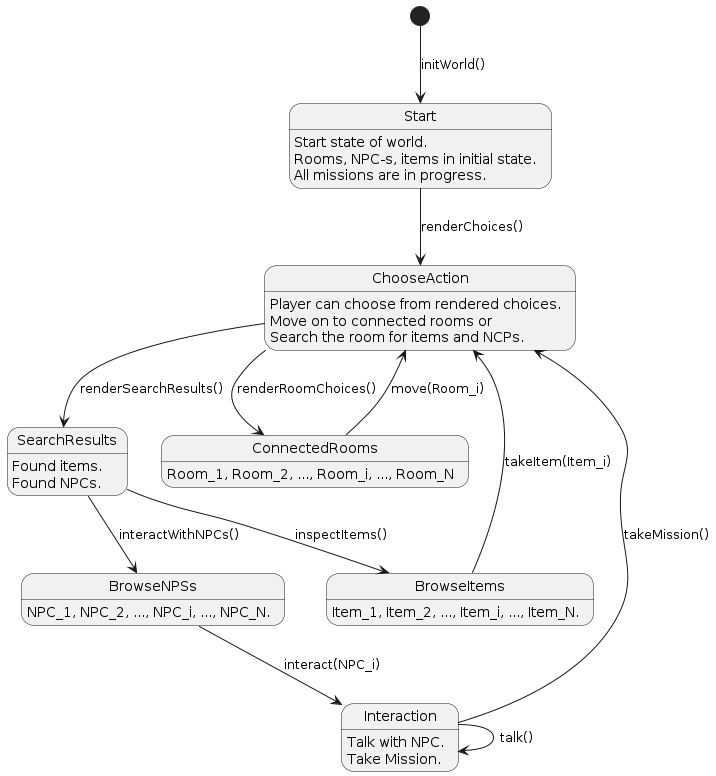 initWorld()
Start
Start state of world.
Rooms, NPC-s, items in initial state.
All missions are in progress.
renderChoices()
ChooseAction
Player can choose from rendered choices.
Move on to connected rooms or
Search the room for items and NCPs.
renderSearchResults()
renderRoomChoices()
move(Room_i)
SearchResults
Found items.
Found NPCs.
ConnectedRooms
Room_1, Room_2, ..., Room_i, ..., Room_N
takeItem(Item_i)
interactWithNPCs()
inspectItems()
takeMission()
BrowseNPSs
NPC_1, NPC_2, ..., NPC_i, ..., NPC_N.
BrowseItems
Item_1, Item_2, ..., Item_i, ..., Item_N.
interact(NPC_i)
Interaction
Talk with NPC.
Take Mission.
talk()